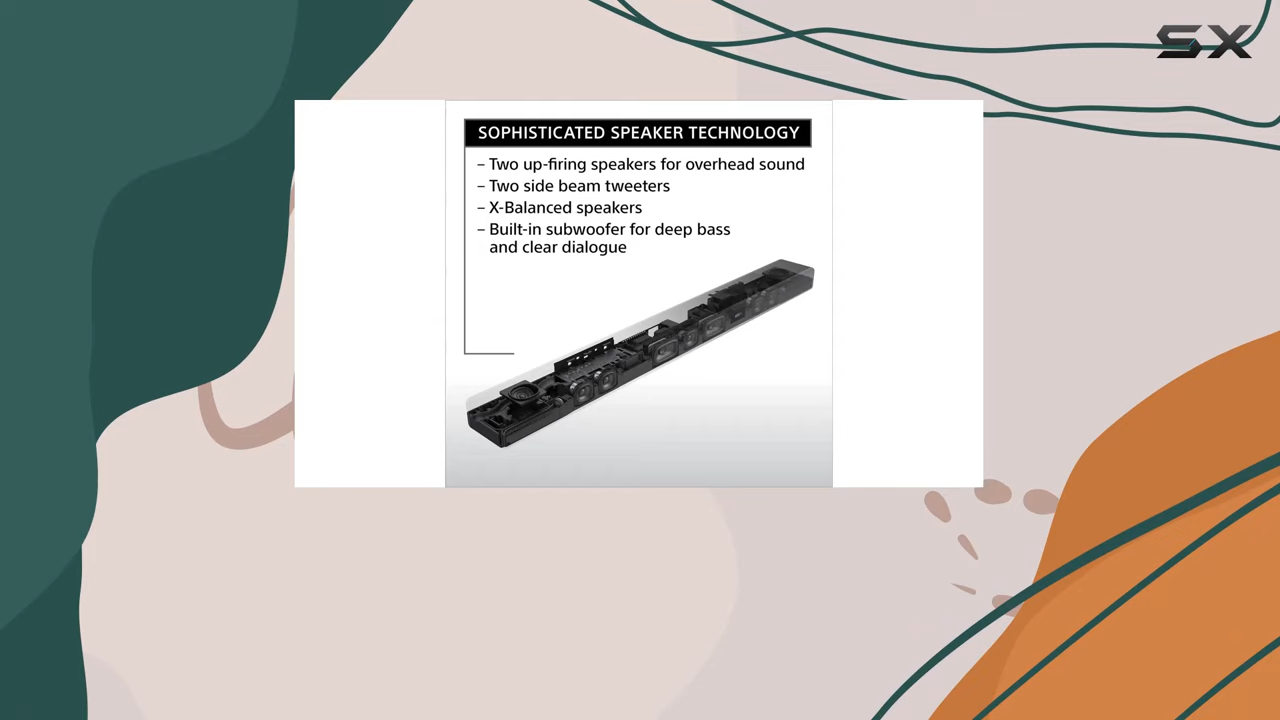 SX
SOPHISTICATED SPEAKER TECHNOLOGY
– Two up-firing speakers for overhead sound
– Two side beam tweeters
– X-Balanced speakers
– Built-in subwoofer for deep bass
and clear dialogue